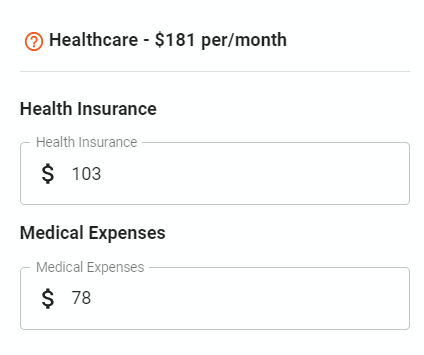 Healthcare - $181 per/month
Health Insurance
Health Insurance
$ 103
Medical Expenses
Medical Expenses
$ 78